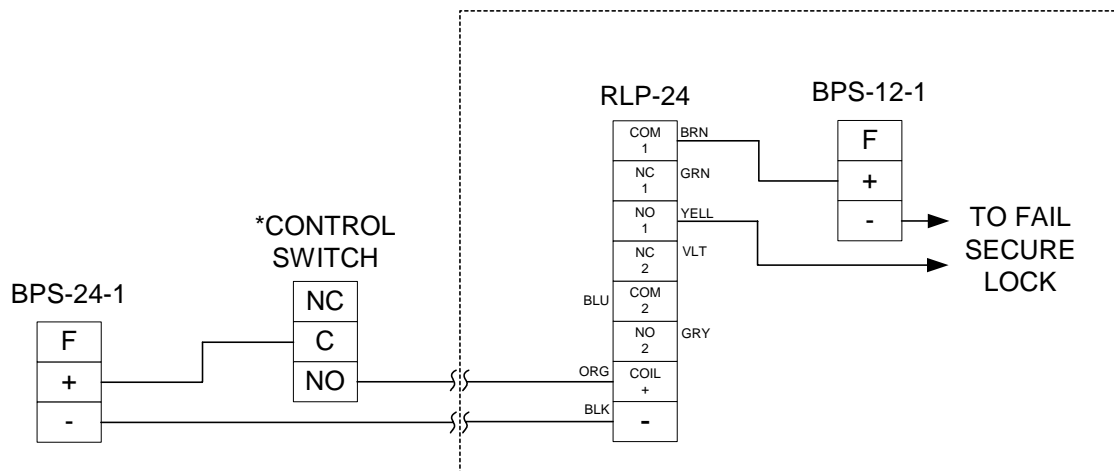 RLP-24
BPS-12-1
COM
1
BRN
NC
1
GRN
NO
1
YELL
NC
2
VLT
BLU
COM
2
NO
2
GRY
ORG
COIL
+
BLK
-
F
+
-
TO FAIL
SECURE
LOCK
*CONTROL
SWITCH
NC
C
NO
BPS-24-1
F
+
-